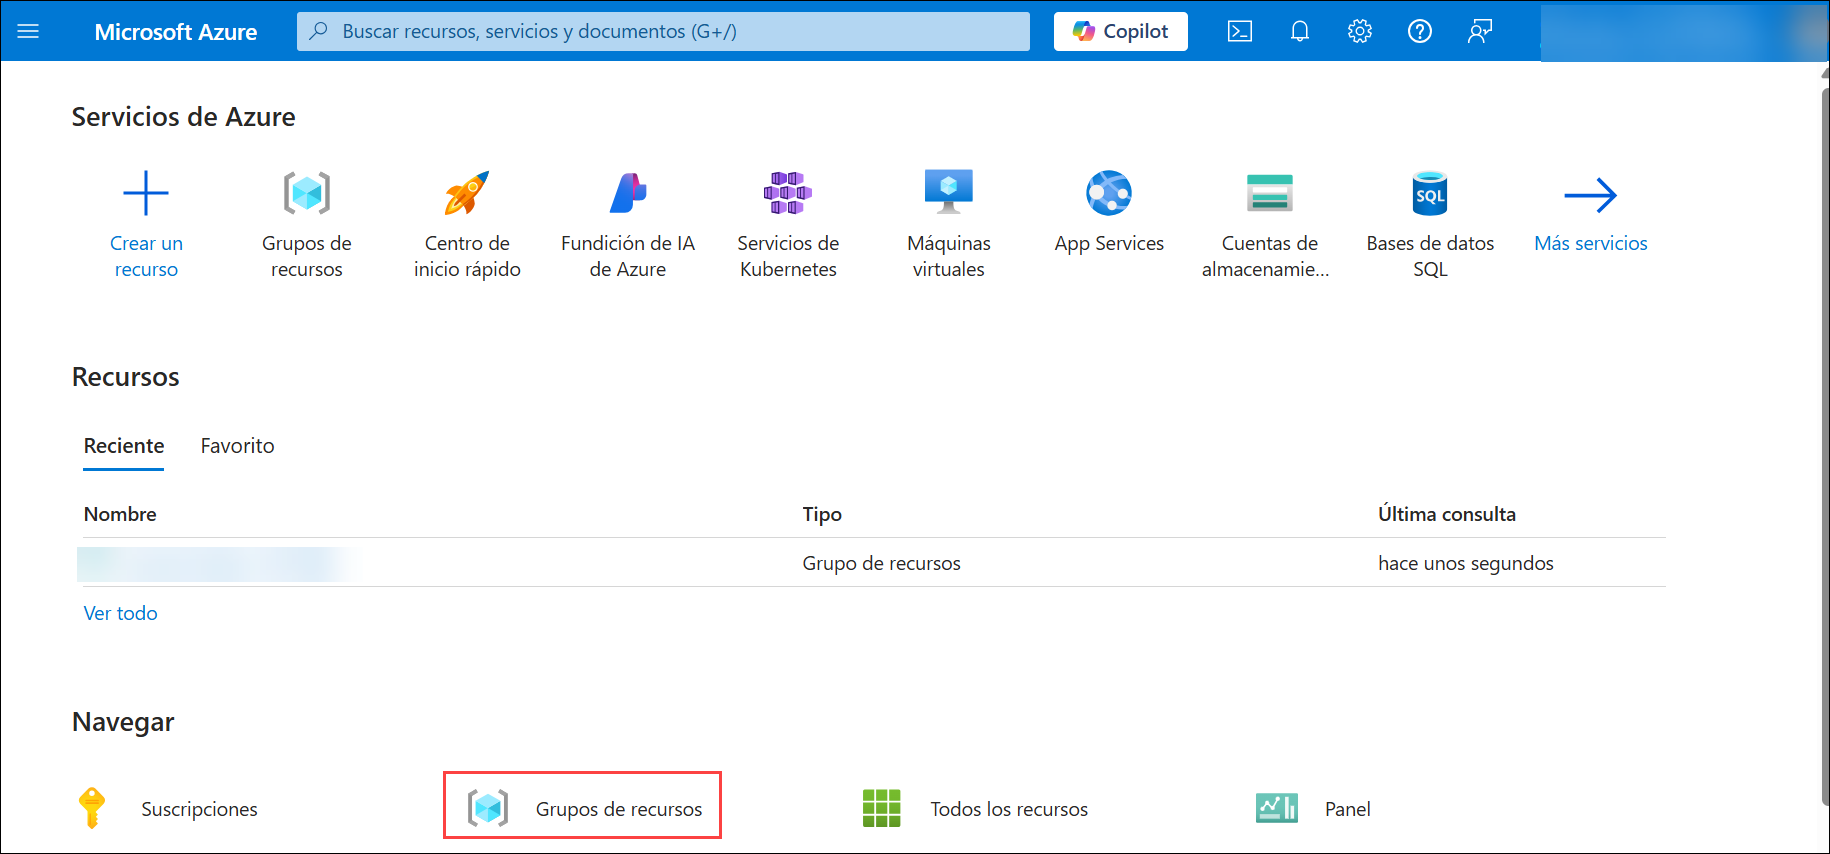 Microsoft Azure
Buscar recursos, servicios y documentos (G+/)
Copilot
Servicios de Azure
Crear un
recurso
Grupos de
recursos
Centro de
inicio rápido
Fundición de IA
de Azure
Servicios de
Kubernetes
Máquinas
virtuales
App Services
Cuentas de
almacenamie...
SQL
Bases de datos
SQL
Más servicios
Recursos
Reciente
Favorito
Nombre
Tipo
Última consulta
Grupo de recursos
hace unos segundos
Ver todo
Navegar
Suscripciones
Grupos de recursos
Todos los recursos
Panel